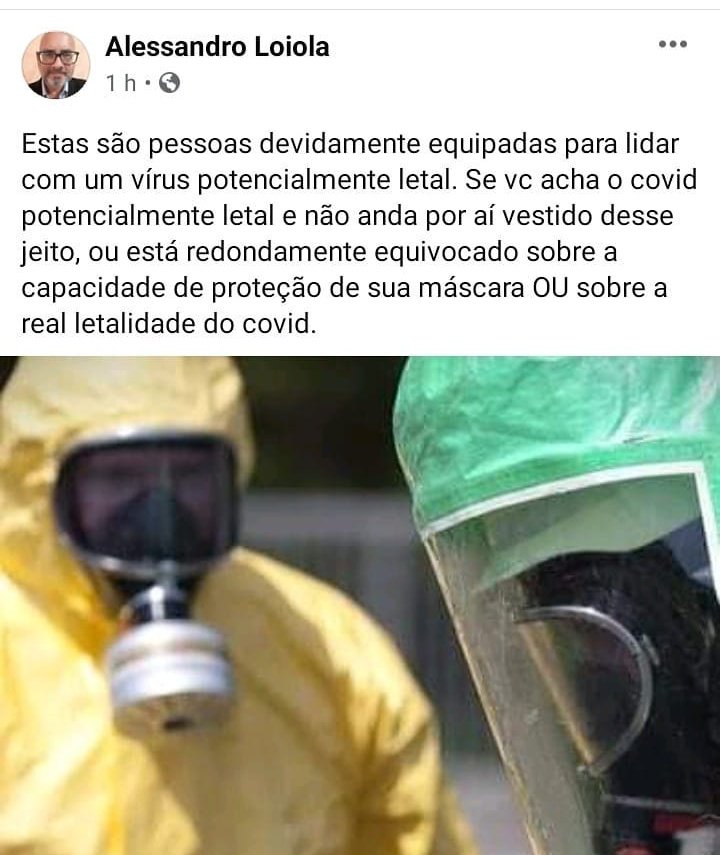 Alessandro Loiola
1 h •
Estas são pessoas devidamente equipadas para lidar
com um vírus potencialmente letal. Se vc acha o covid
potencialmente letal e não anda por aí vestido desse
jeito, ou está redondamente equivocado sobre a
capacidade de proteção de sua máscara OU sobre a
real letalidade do covid.